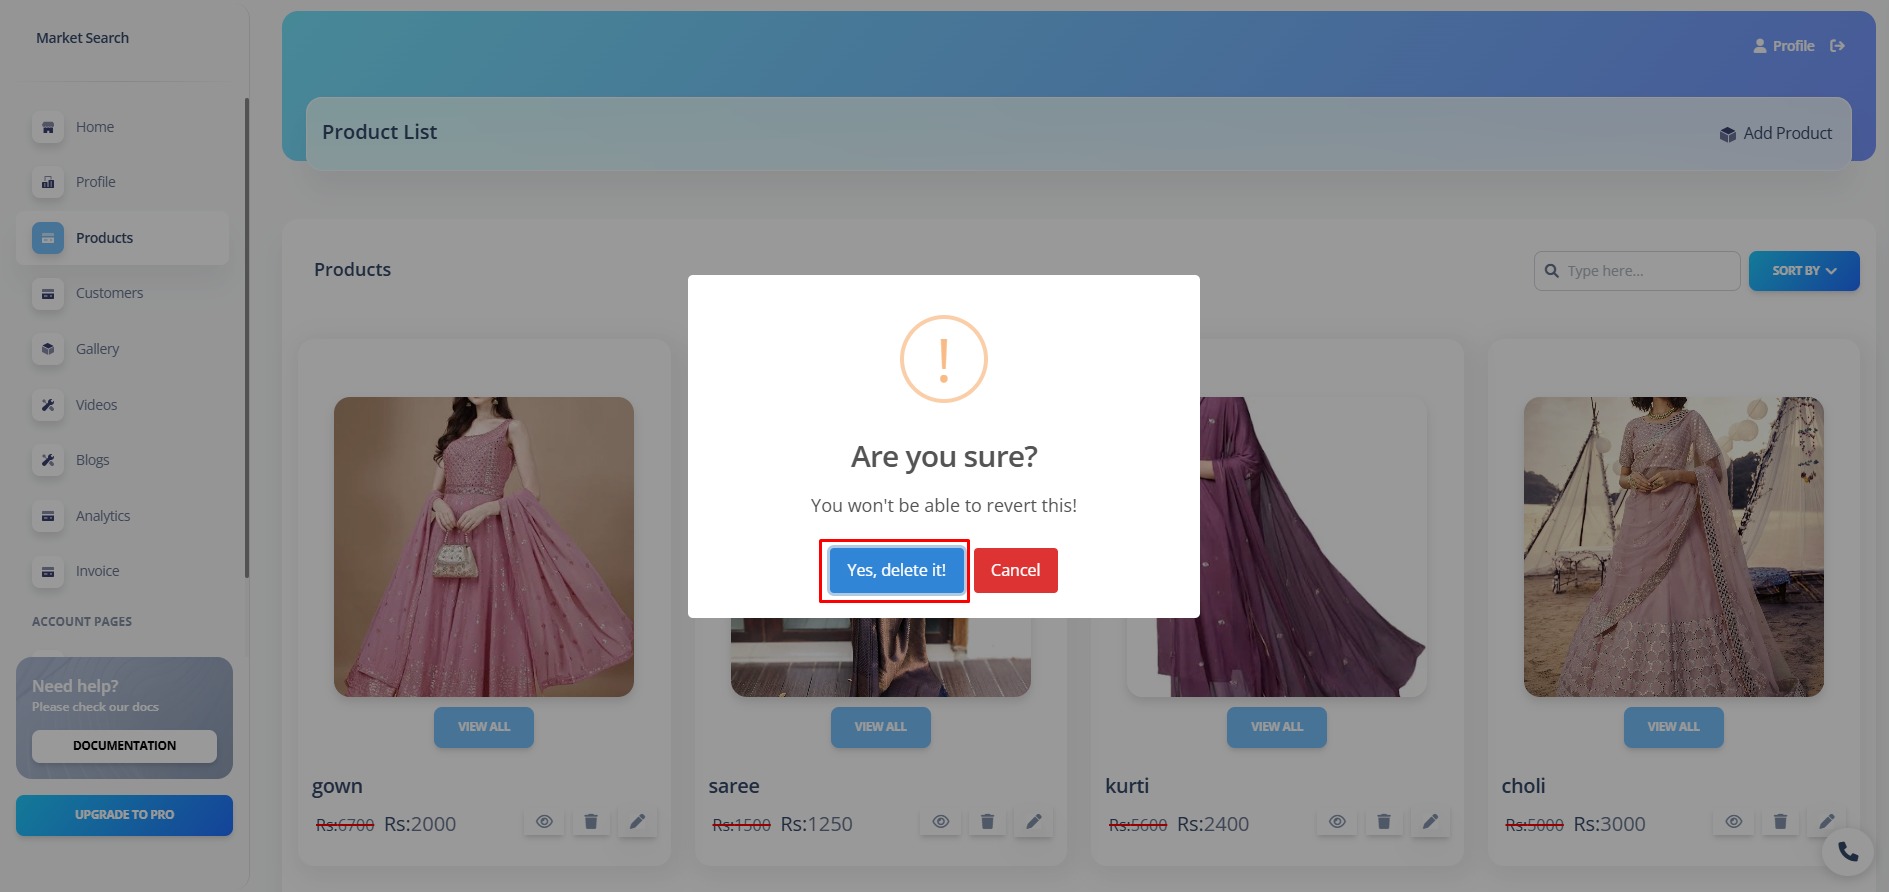 Market Search
Home
Profile
Products
Customers
Gallery
Videos
Blogs
Analytics
Invoice
ACCOUNT PAGES
Need help?
Please check our docs
DOCUMENTATION
UPGRADE TO PRO
Profile
Product List
Add Product
Products
Type here...
SORT BY
!
Are you sure?
You won't be able to revert this!
Yes, delete it!
Cancel
VIEW ALL
VIEW ALL
VIEW ALL
VIEW ALL
gown
Rs:6700 Rs:2000
saree
Rs:1500 Rs:1250
kurti
Rs:5600 Rs:2400
choli
Rs:5000 Rs:3000